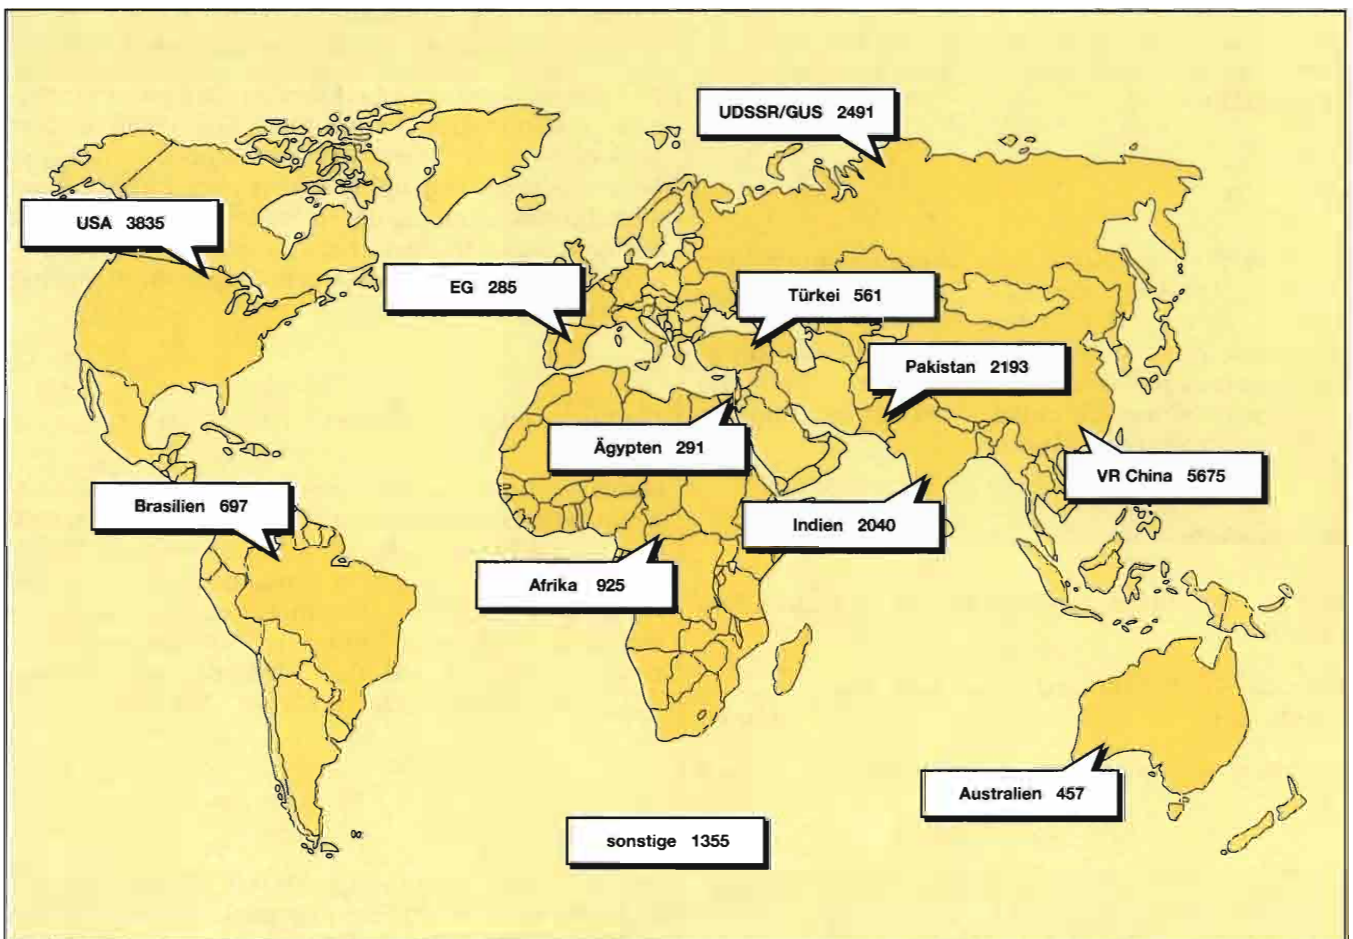 UDSSR/GUS 2491
USA 3835
EG 285
Türkei 561
Pakistan 2193
Ägypten 291
VR China 5675
Brasilien 697
Indien 2040
Afrika 925
Australien 457
sonstige 1355